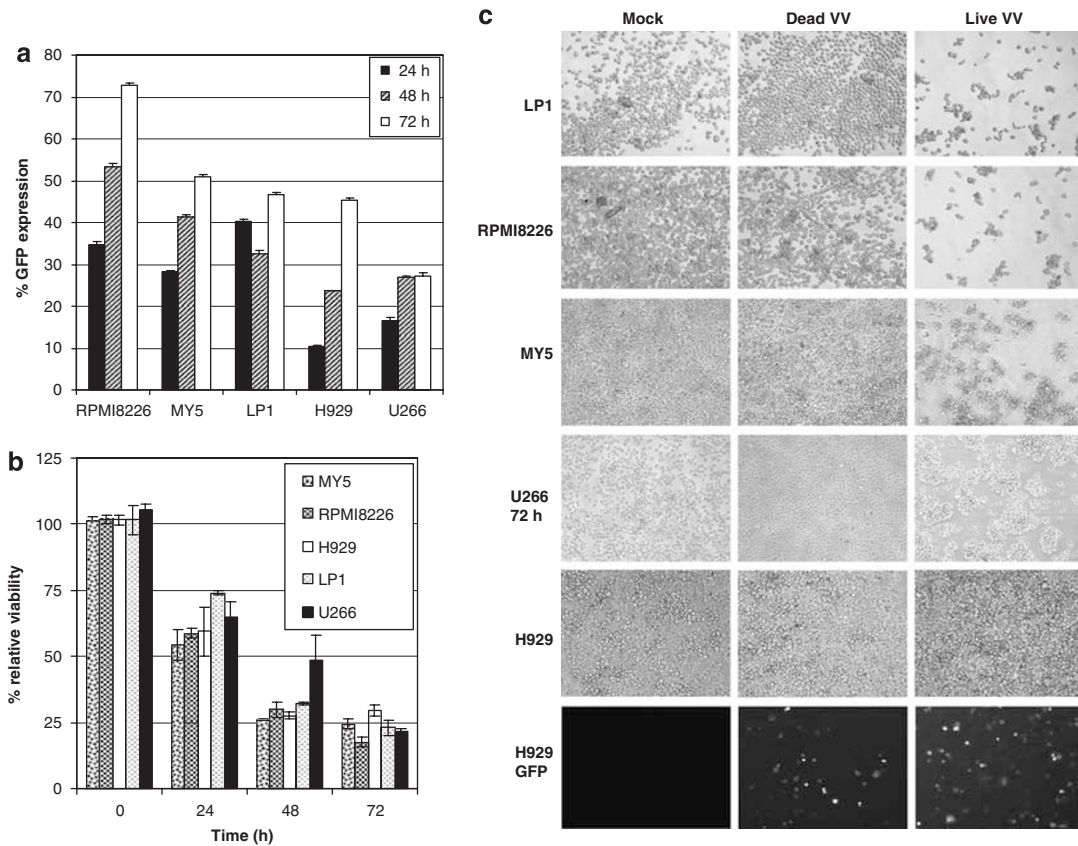 a
80
70
60
50
40
30
20
10
0
% GFP expression
24 h
48 h
72 h
RPMI8226 MY5 LP1 H929 U266
b
125
100
75
50
25
0
% relative viability
MY5
RPMI8226
H929
LP1
U266
0 24 48 72
Time (h)
c
Mock Dead VV Live VV
LP1
RPMI8226
MY5
U266
72 h
H929
H929
GFP